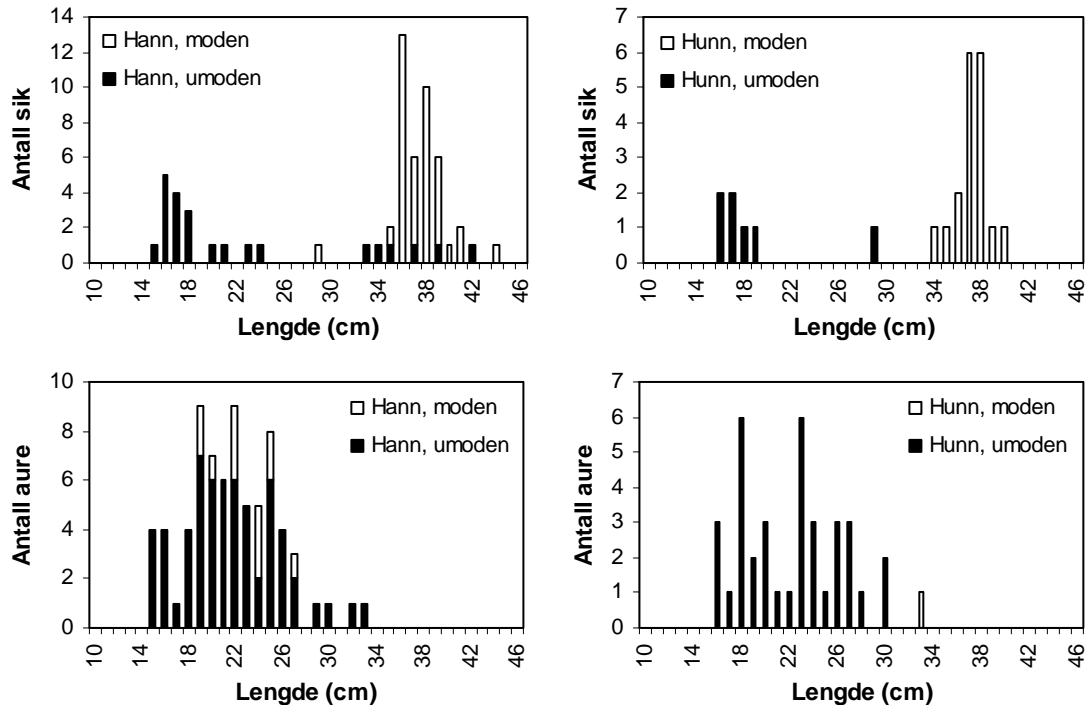 14
12
10
8
6
4
2
0
Antall sik
Hann, moden
Hann, umoden
10 14 18 22 26 30 34 38 42 46
Lengde (cm)
7
6
5
4
3
2
1
0
Antall sik
Hunn, moden
Hunn, umoden
10 14 18 22 26 30 34 38 42 46
Lengde (cm)
10
8
6
4
2
0
Antall aure
Hann, moden
Hann, umoden
10 14 18 22 26 30 34 38 42 46
Lengde (cm)
7
6
5
4
3
2
1
0
Antall aure
Hunn, moden
Hunn, umoden
10 14 18 22 26 30 34 38 42 46
Lengde (cm)